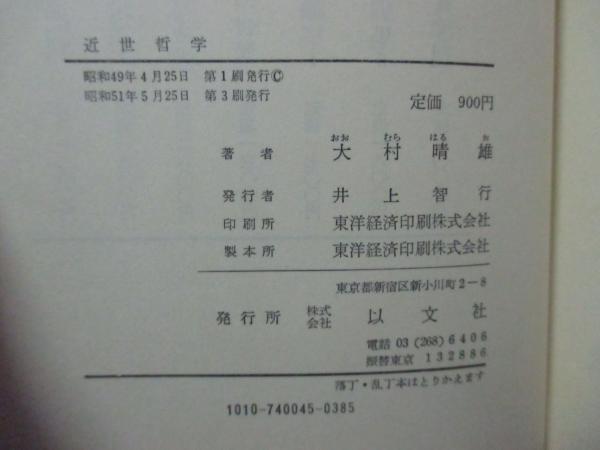 近世哲学
昭和49年4月25日 第1刷発行©
昭和51年5月25日 第3刷発行
定価 900円
おお むら はる お
著者 大村晴雄
発行者 井上智行
印刷所 東洋経済印刷株式会社
製本所 東洋経済印刷株式会社
東京都新宿区新小川町2-8
発行所 株式会社 以文社
電話 03 (268) 6406
振替東京 132886
落丁・乱丁本はとりかえます
1010-740045-0385